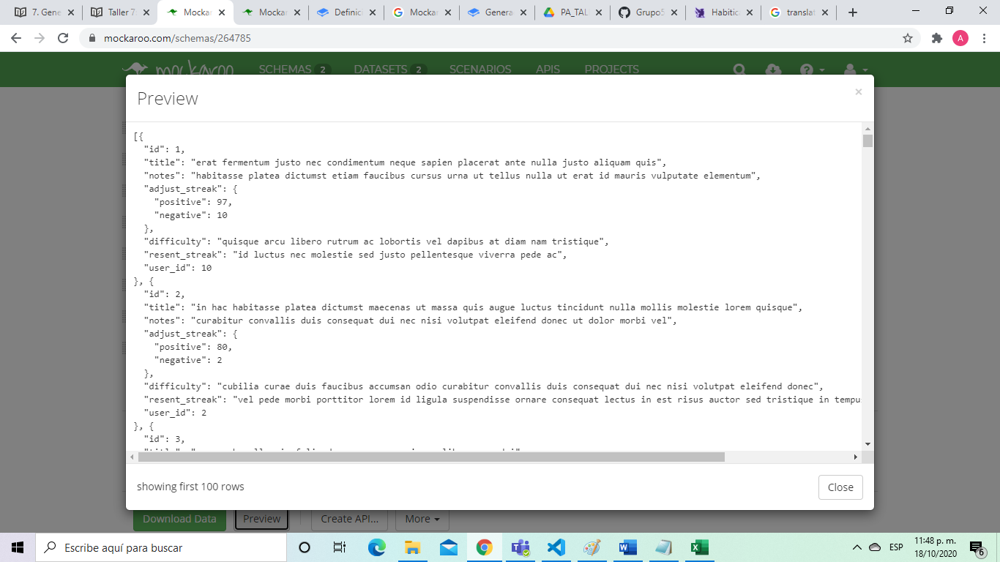 7. Gene
Taller 7:
Mockar
Mockar
Definici
Mockar
Genera
PA_TAL
GrupoS
Habitic
translat
mockaroo.com/schemas/264785
A
mockaroo
SCHEMAS 2
DATASETS 2
SCENARIOS
APIS
PROJECTS
Preview
[{
"id": 1,
"title": "erat fermentum justo nec condimentum neque sapien placerat ante nulla justo aliquam quis",
"notes": "habitasse platea dictumst etiam faucibus cursus urna ut tellus nulla ut erat id mauris vulputate elementum",
"adjust_streak": {
"positive": 97,
"negative": 10
},
"difficulty": "quisque arcu libero rutrum ac lobortis vel dapibus at diam nam tristique",
"resent_streak": "id luctus nec molestie sed justo pellentesque viverra pede ac",
"user_id": 10
}, {
"id": 2,
"title": "in hac habitasse platea dictumst maecenas ut massa quis augue luctus tincidunt nulla mollis molestie lorem quisque",
"notes": "curabitur convallis duis consequat dui nec nisi volutpat eleifend donec ut dolor morbi vel",
"adjust_streak": {
"positive": 80,
"negative": 2
},
"difficulty": "cubilia curae duis faucibus accumsan odio curabitur convallis duis consequat dui nec nisi volutpat eleifend donec",
"resent_streak": "vel pede morbi porttitor lorem id ligula suspendisse ornare consequat lectus in est risus auctor sed tristique in tempus
"user_id": 2
}, {
"id": 3,
showing first 100 rows
Close
Download Data
Preview
Create API...
More
Escribe aquí para buscar
ESP
11:48 p. m.
18/10/2020
6